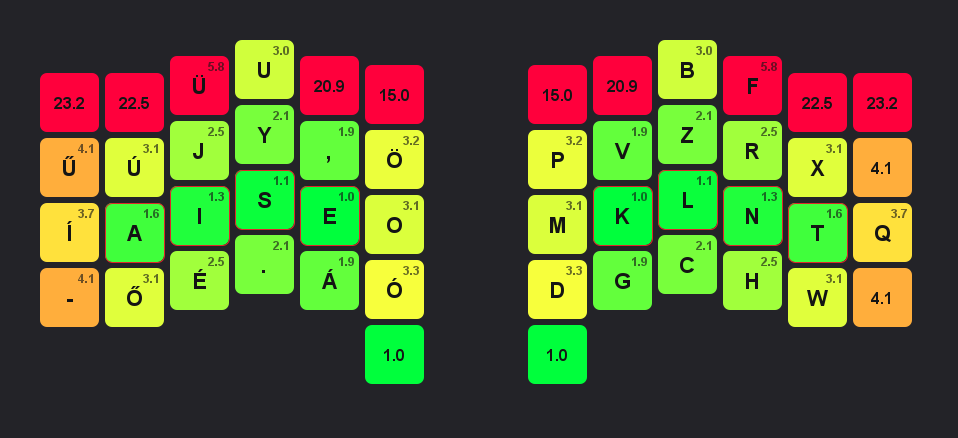 23.2 22.5 Ü 5.8 U 3.0 20.9 15.0 15.0 20.9 B 3.0 F 5.8 22.5 23.2
Ű 4.1 Ú 3.1 J 2.5 Y 2.1 , 1.9 Ö 3.2 P 3.2 V 1.9 Z 2.1 R 2.5 X 3.1 4.1
Í 3.7 A 1.6 I 1.3 S 1.1 E 1.0 O 3.1 M 3.1 K 1.0 L 1.1 N 1.3 T 1.6 Q 3.7
- 4.1 Ő 3.1 É 2.5 . 2.1 Á 1.9 Ó 3.3 D 3.3 G 1.9 C 2.1 H 2.5 W 3.1 4.1
1.0 1.0